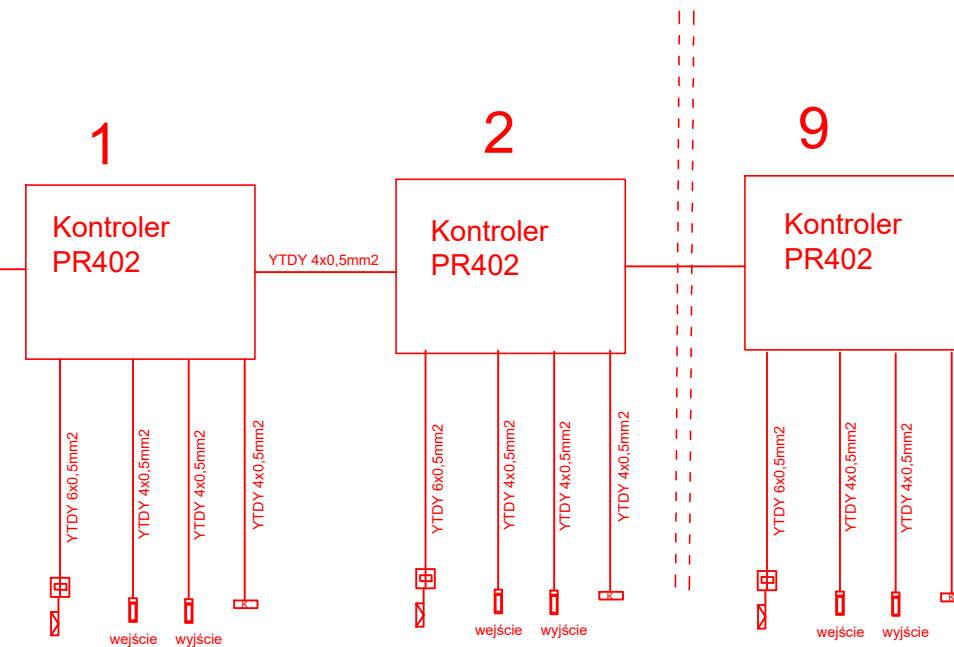 1
2
9
Kontroler
PR402
YTDY 4x0,5mm2
Kontroler
PR402
Kontroler
PR402
YTDY 6x0,5mm2
YTDY 4x0,5mm2
YTDY 4x0,5mm2
YTDY 4x0,5mm2
YTDY 6x0,5mm2
YTDY 4x0,5mm2
YTDY 4x0,5mm2
YTDY 4x0,5mm2
YTDY 6x0,5mm2
YTDY 4x0,5mm2
YTDY 4x0,5mm2
K
K
K
wejście
wyjście
wejście
wyjście
wejście
wyjście